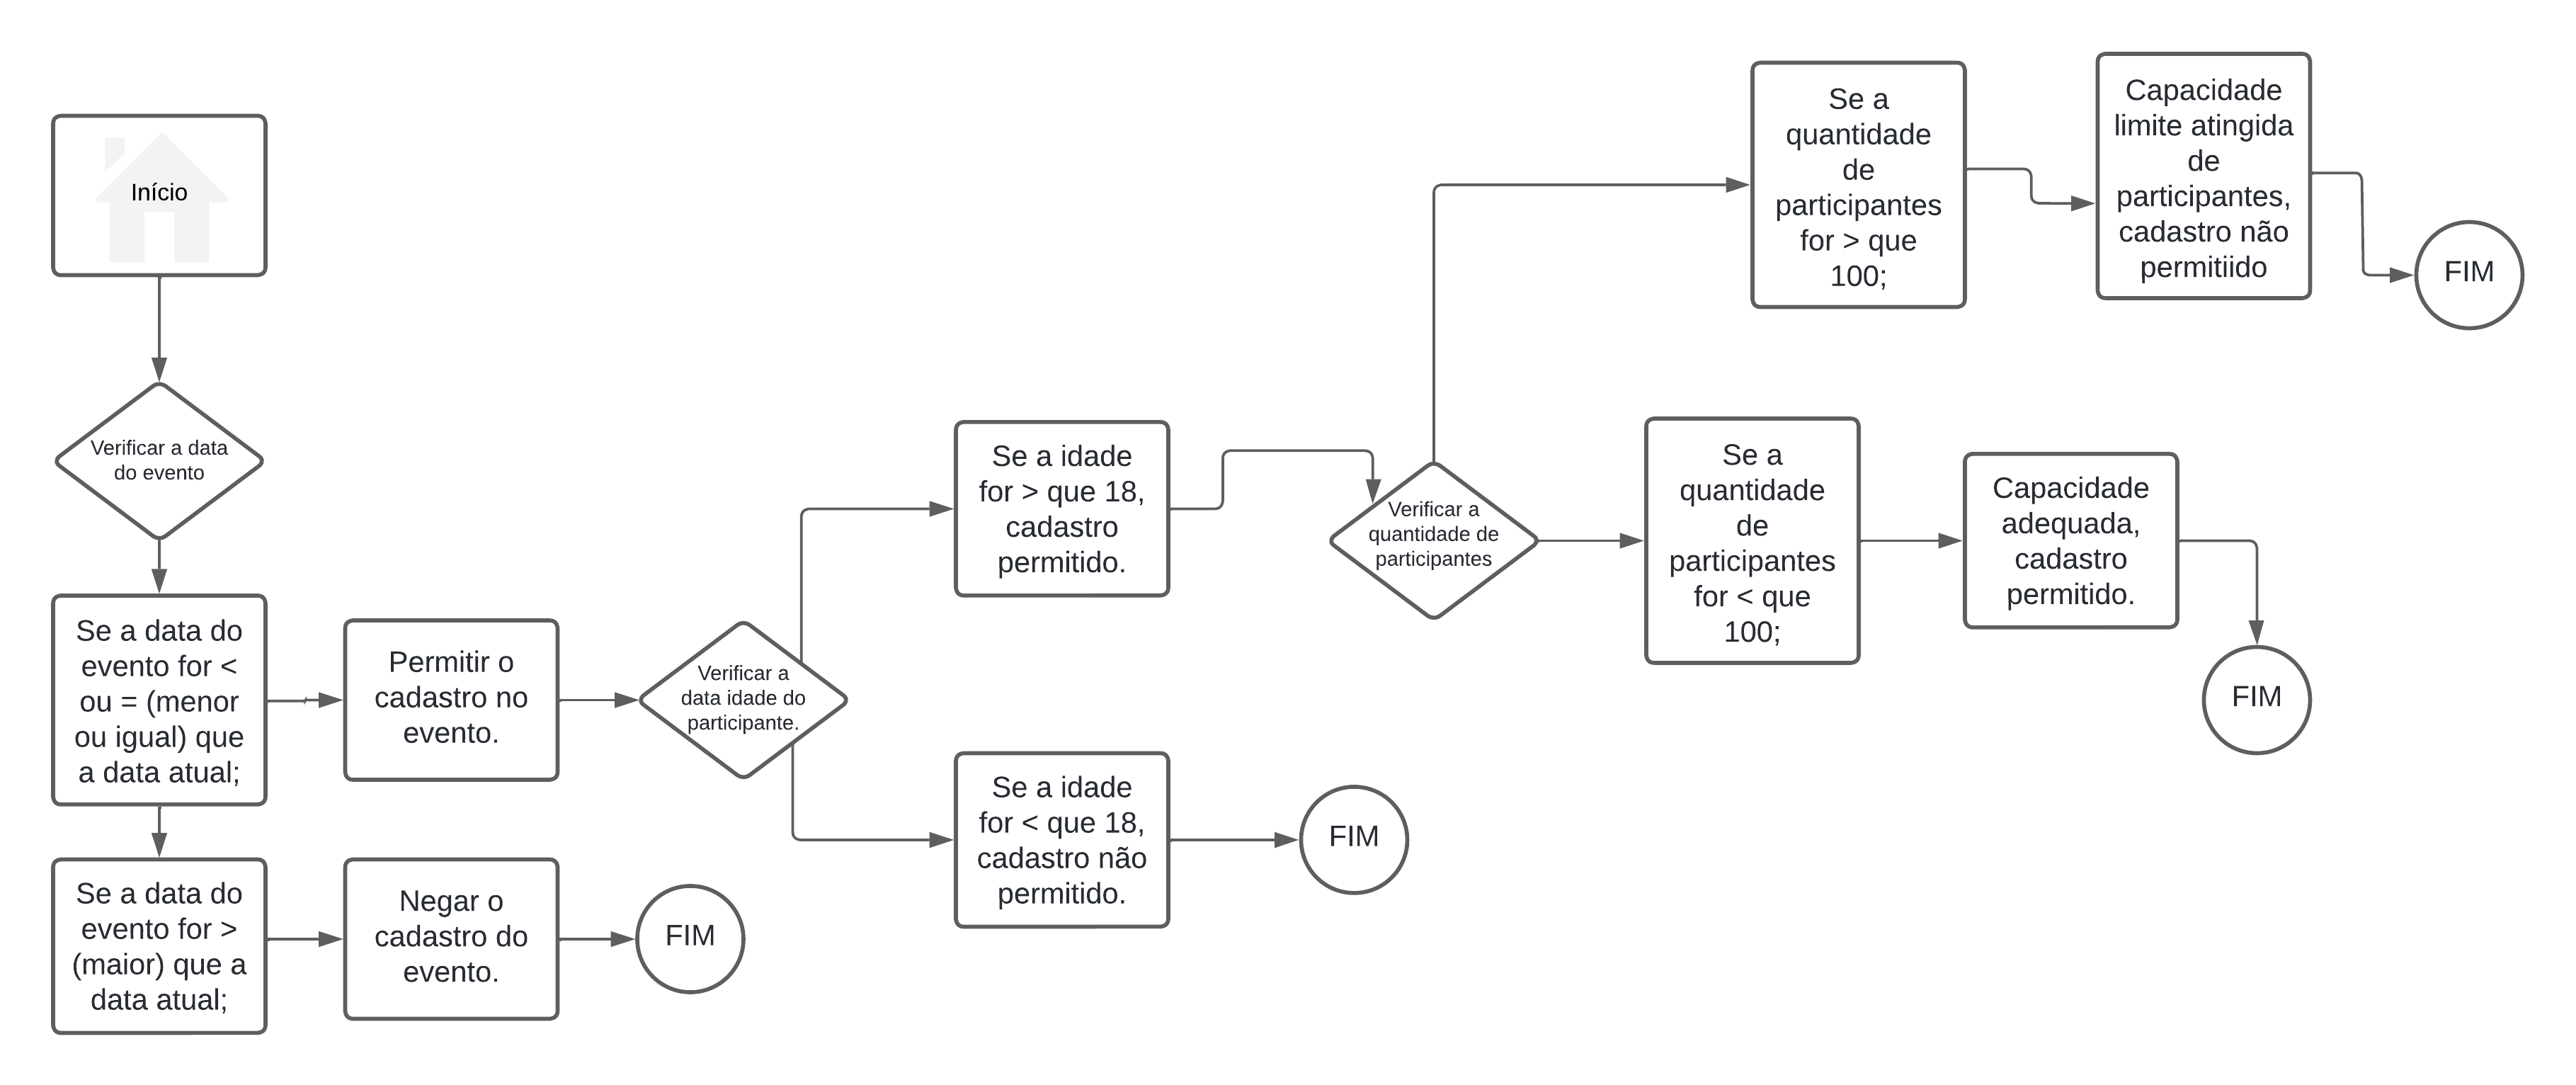 Início
Verificar a data
do evento
Se a data do
evento for <
ou = (menor
ou igual) que
a data atual;
Permitir o
cadastro no
evento.
Se a data do
evento for >
(maior) que a
data atual;
Negar o
cadastro do
evento.
FIM
Verificar a
data idade do
participante.
Se a idade
for > que 18,
cadastro
permitido.
Se a idade
for < que 18,
cadastro não
permitido.
FIM
Verificar a
quantidade de
participantes
Se a
quantidade
de
participantes
for > que
100;
Capacidade
limite atingida
de
participantes,
cadastro não
permitiido
FIM
Se a
quantidade
de
participantes
for < que
100;
Capacidade
adequada,
cadastro
permitido.
FIM